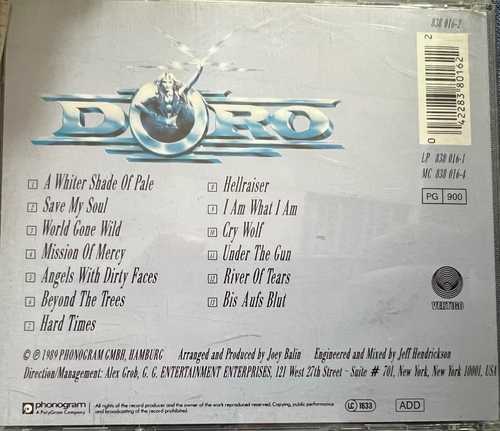 838 016-2
2
0 42283 80162
DORO
LP 838 016-1
MC 838 016-4
PG 900
1 A Whiter Shade Of Pale
2 Save My Soul
3 World Gone Wild
4 Mission Of Mercy
5 Angels With Dirty Faces
6 Beyond The Trees
7 Hard Times
8 Hellraiser
9 I Am What I Am
10 Cry Wolf
11 Under The Gun
12 River Of Tears
13 Bis Aufs Blut
VERTIGO
© ℗ 1989 PHONOGRAM GMBH, HAMBURG Arranged and Produced by Joey Balin Engineered and Mixed by Jeff Hendrickson
Direction/Management: Alex Grob, G. G. ENTERTAINMENT ENTERPRISES, 121 West 27th Street - Suite # 701, New York, New York 10001, USA
phonogram
A PolyGram Company
All rights of the record producer and the owner of the work reproduced reserved. Copying, public performance
and broadcasting of the record prohibited.
LC 1633
ADD